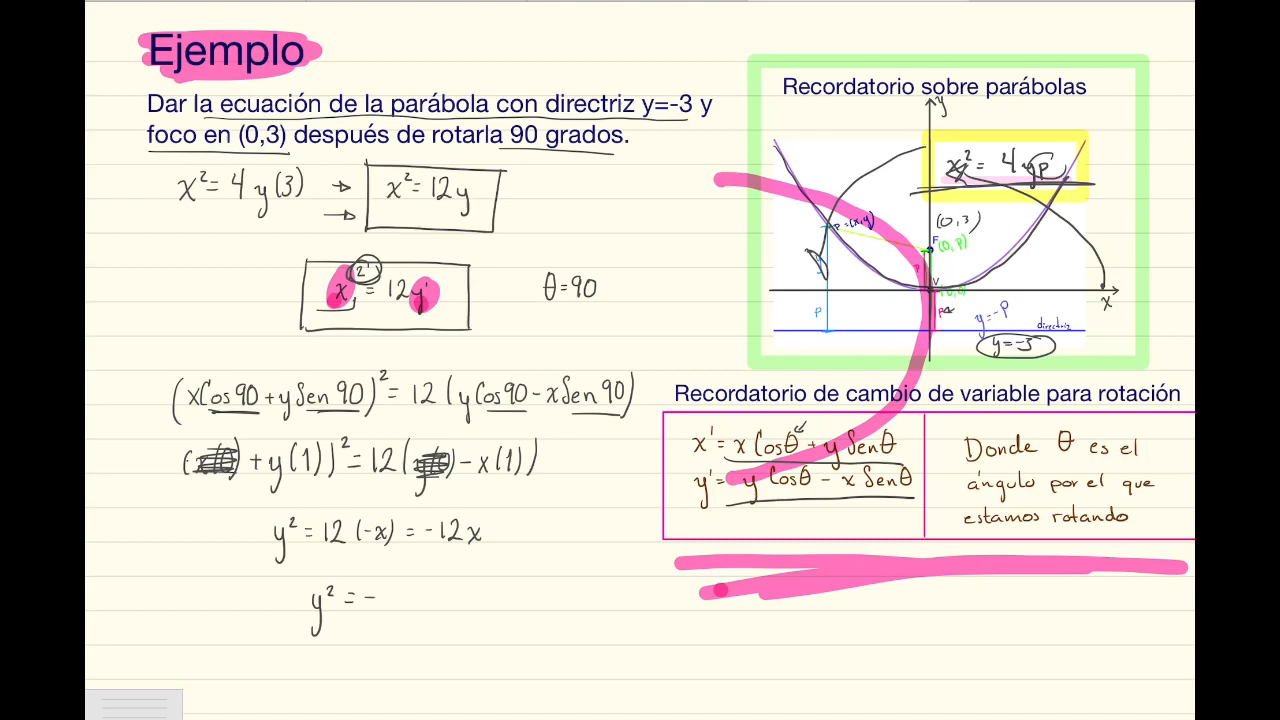 Ejemplo
Dar la ecuación de la parábola con directriz y=-3 y
foco en (0,3) después de rotarla 90 grados.
x² = 4y(3) → x² = 12y
→
x'² = 12y' θ = 90
(x Cos 90 + y Sen 90)² = 12 (y Cos 90 - x Sen 90)
+ y(1))² = 12( - x(1))
y² = 12 (-x) = -12x
y² = -
Recordatorio sobre parábolas
y
x² = 4yp
P=(x,y)
(0,3)
F
(0,P)
V
(0,0)
x
P
P
y=-P
directriz
y=-3
Recordatorio de cambio de variable para rotación
x' = x Cosθ + y Senθ
y' = y Cosθ - x Senθ
Donde θ es el
ángulo por el que
estamos rotando